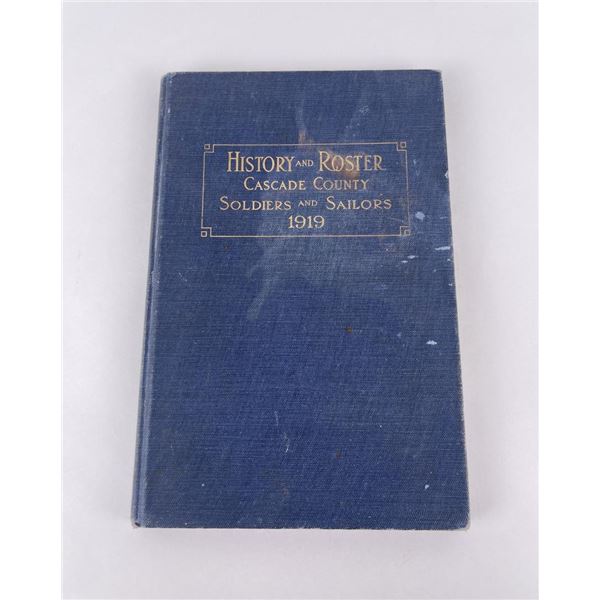 History and Roster
Cascade County
Soldiers and Sailors
1919